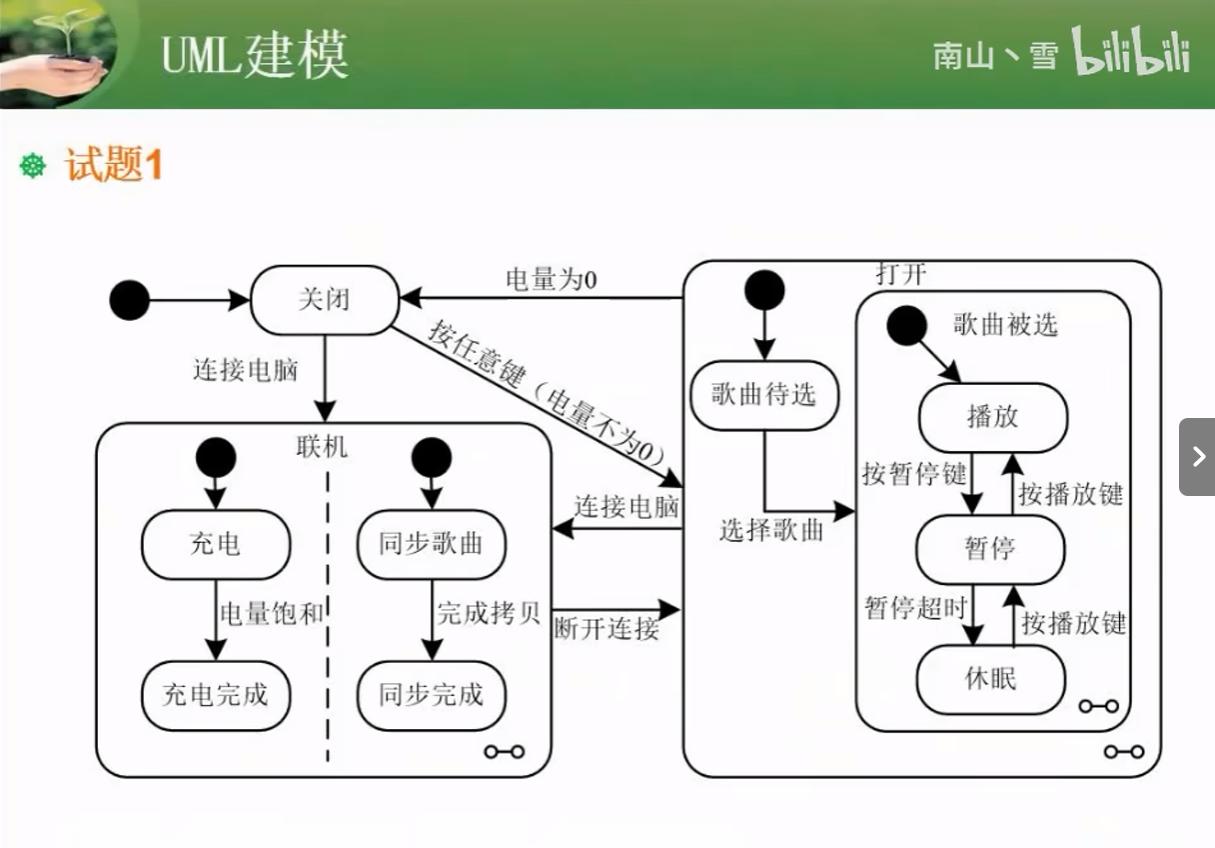 UML建模
南山丶雪 bilibili
试题1
关闭
电量为0
按任意键（电量不为0）
连接电脑
联机
充电
电量饱和
充电完成
同步歌曲
完成拷贝
同步完成
连接电脑
断开连接
打开
歌曲待选
选择歌曲
歌曲被选
播放
按暂停键
按播放键
暂停
暂停超时
按播放键
休眠